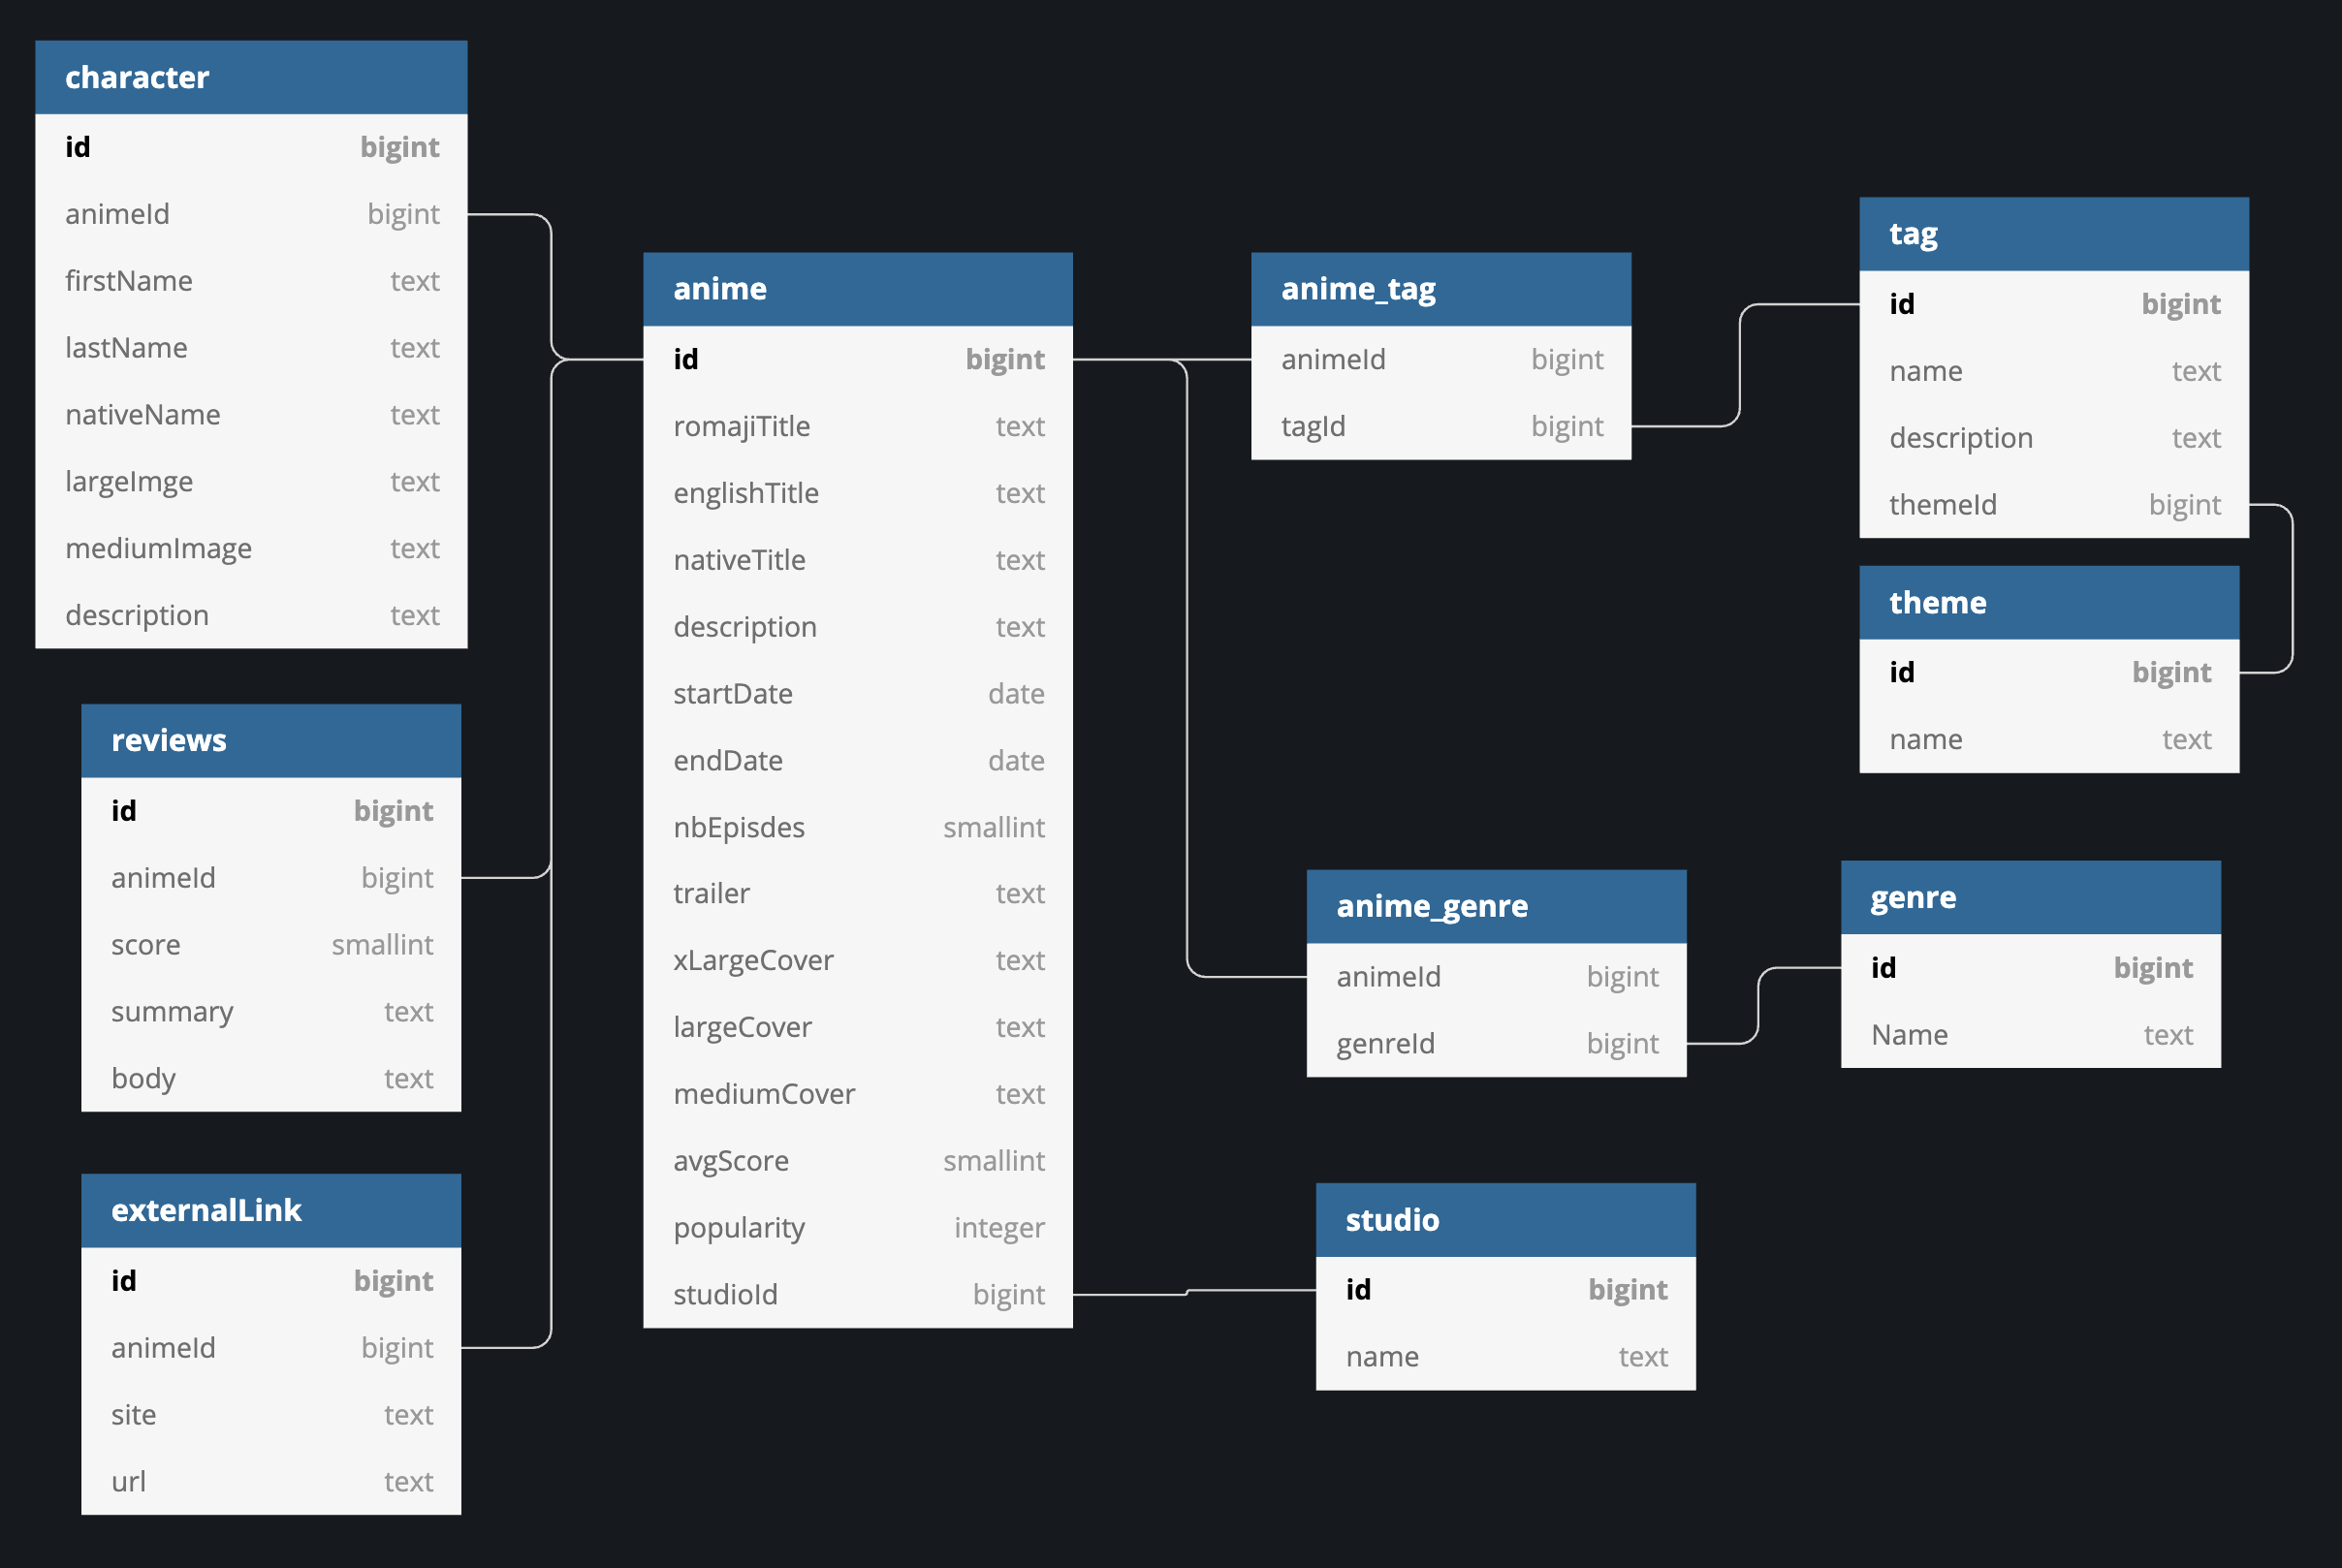 character
id bigint
animeId bigint
firstName text
lastName text
nativeName text
largeImge text
mediumImage text
description text
reviews
id bigint
animeId bigint
score smallint
summary text
body text
externalLink
id bigint
animeId bigint
site text
url text
anime
id bigint
romajiTitle text
englishTitle text
nativeTitle text
description text
startDate date
endDate date
nbEpisdes smallint
trailer text
xLargeCover text
largeCover text
mediumCover text
avgScore smallint
popularity integer
studioId bigint
anime_tag
animeId bigint
tagId bigint
tag
id bigint
name text
description text
themeId bigint
theme
id bigint
name text
anime_genre
animeId bigint
genreId bigint
genre
id bigint
Name text
studio
id bigint
name text